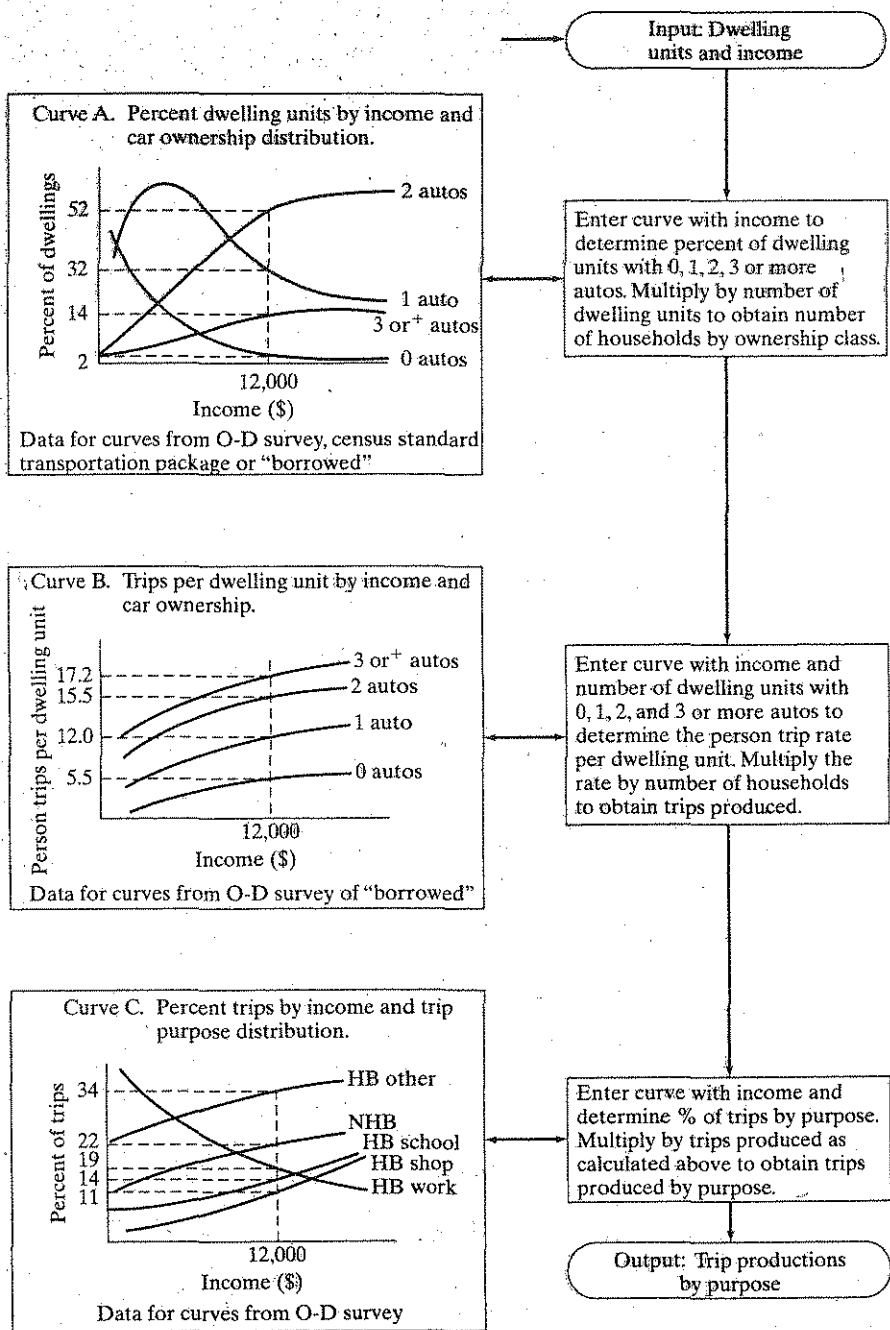 Input: Dwelling
units and income
Curve A. Percent dwelling units by income and
car ownership distribution.
Percent of dwellings
52
32
14
2
2 autos
1 auto
3 or+ autos
0 autos
12,000
Income ($)
Data for curves from O-D survey, census standard
transportation package or "borrowed"
Enter curve with income to
determine percent of dwelling
units with 0, 1, 2, 3 or more
autos. Multiply by number of
dwelling units to obtain number
of households by ownership class.
Curve B. Trips per dwelling unit by income and
car ownership.
Person trips per dwelling unit
17.2
15.5
12.0
5.5
3 or+ autos
2 autos
1 auto
0 autos
12,000
Income ($)
Data for curves from O-D survey of "borrowed"
Enter curve with income and
number of dwelling units with
0, 1, 2, and 3 or more autos to
determine the person trip rate
per dwelling unit. Multiply the
rate by number of households
to obtain trips produced.
Curve C. Percent trips by income and trip
purpose distribution.
Percent of trips
34
22
19
14
11
HB other
NHB
HB school
HB shop
HB work
12,000
Income ($)
Data for curves from O-D survey
Enter curve with income and
determine % of trips by purpose.
Multiply by trips produced as
calculated above to obtain trips
produced by purpose.
Output: Trip productions
by purpose